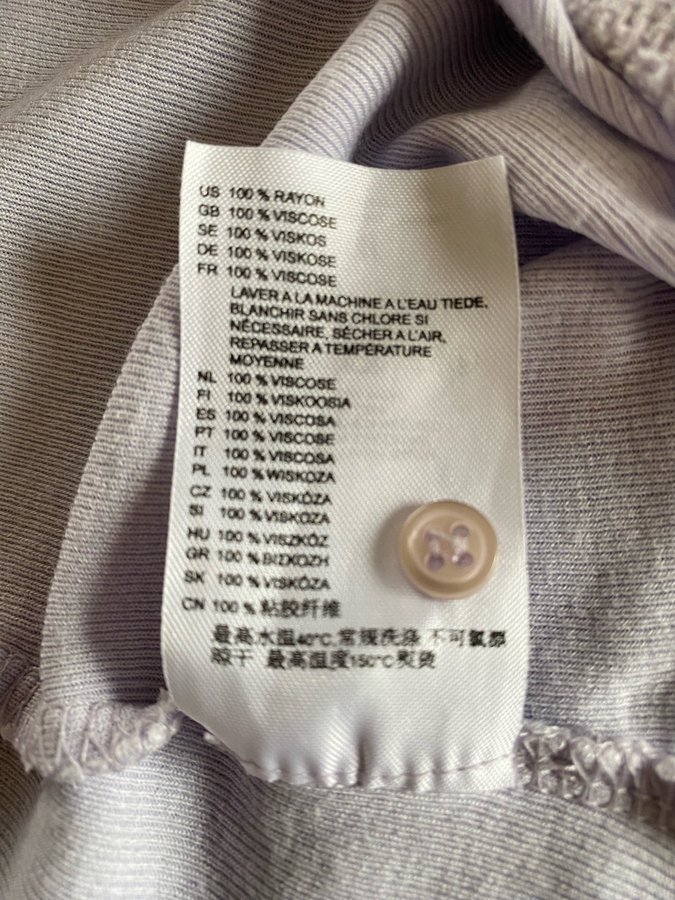 US 100 % RAYON
GB 100 % VISCOSE
SE 100 % VISKOS
DE 100 % VISKOSE
FR 100 % VISCOSE
LAVER A LA MACHINE A L'EAU TIEDE,
BLANCHIR SANS CHLORE SI
NÉCESSAIRE, SÉCHER A L'AIR,
REPASSER A TEMPÉRATURE
MOYENNE
NL 100 % VISCOSE
FI 100 % VISKOOSIA
ES 100 % VISCOSA
PT 100 % VISCOSE
IT 100 % VISCOSA
PL 100 % WISKOZA
CZ 100 % VISKÓZA
SI 100 % VISKOZA
HU 100 % VISZKÓZ
GR 100 % ΒΙΣΚΟΖΗ
SK 100 % VISKÓZA
CN 100 % 粘胶纤维
最高水温40°C,常规洗涤 不可氯漂
晾干 最高温度150°C熨烫